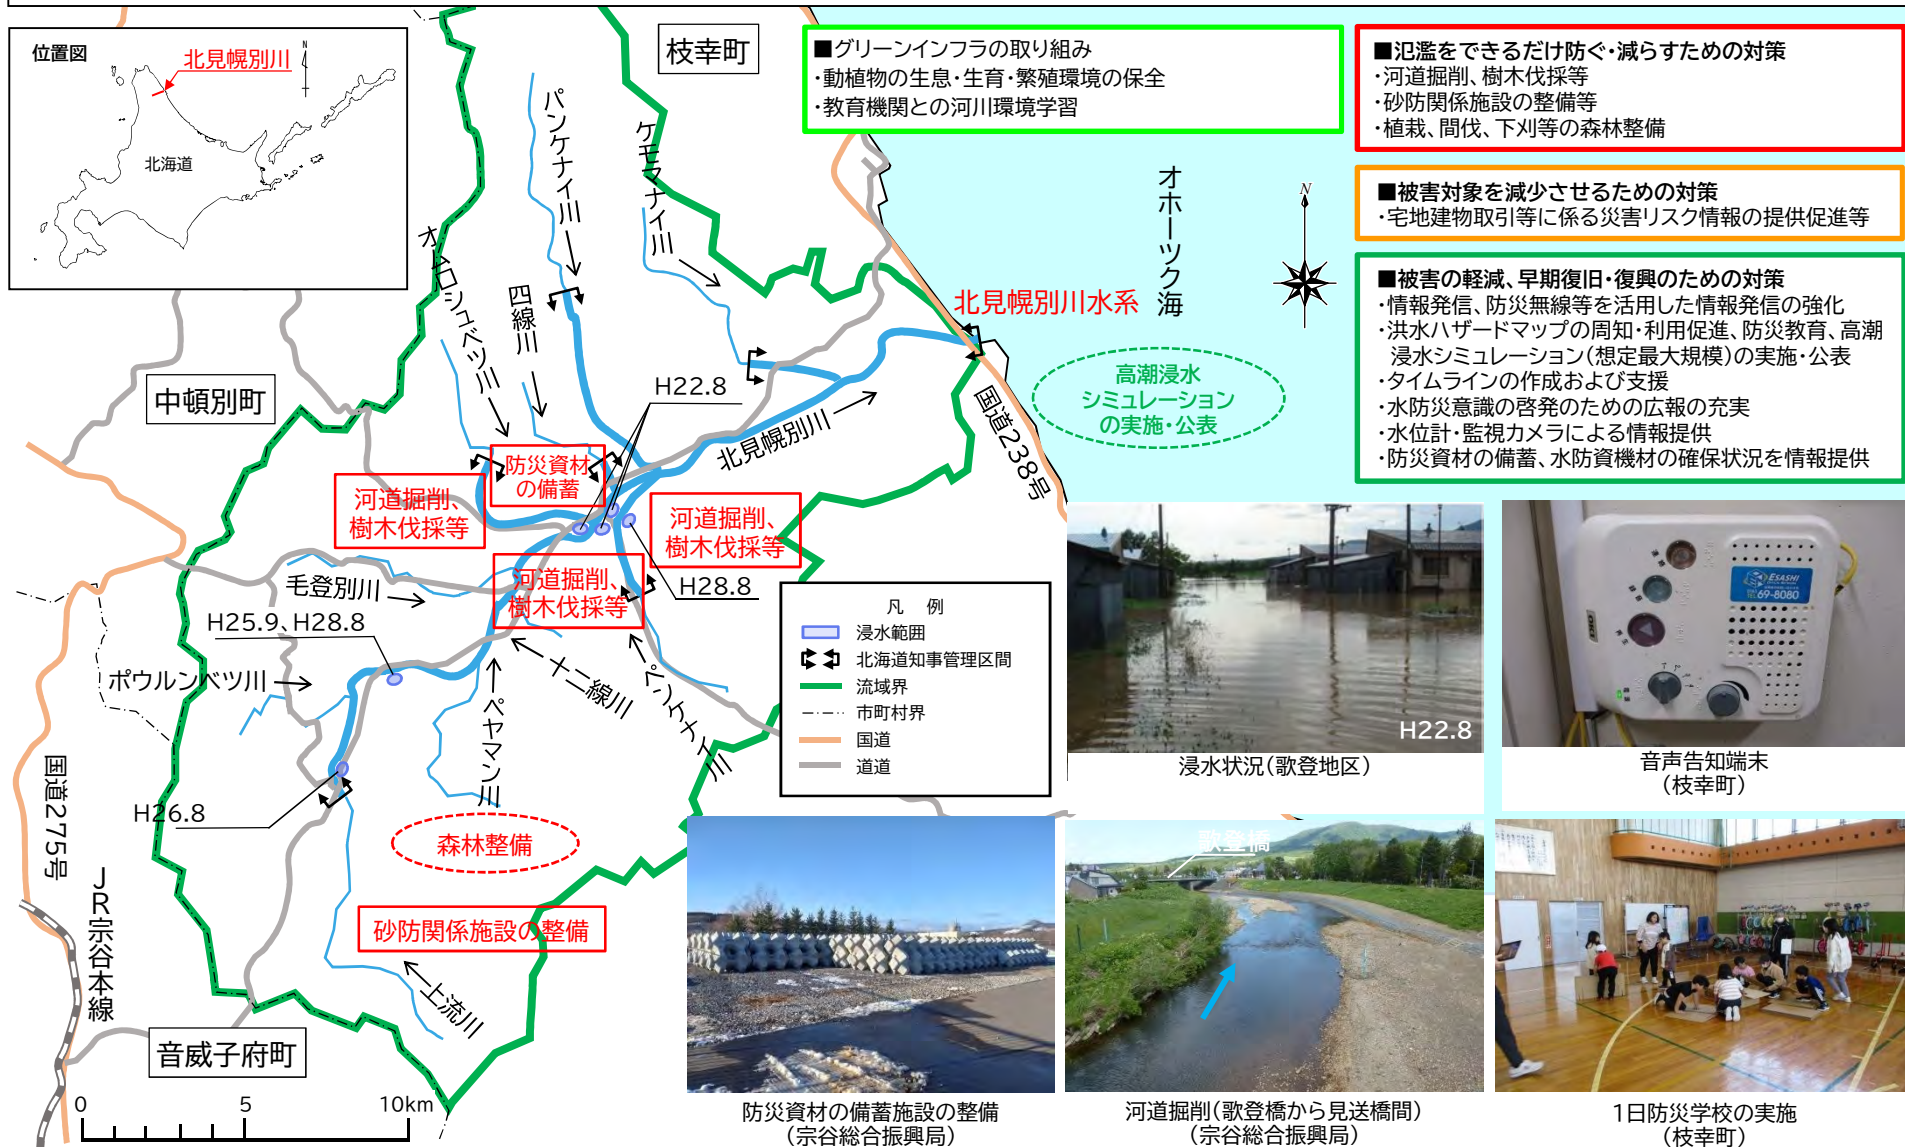 位置図
北見幌別川
N
北海道
枝幸町
■グリーンインフラの取り組み
・動植物の生息・生育・繁殖環境の保全
・教育機関との河川環境学習
■氾濫をできるだけ防ぐ・減らすための対策
・河道掘削、樹木伐採等
・砂防関係施設の整備等
・植栽、間伐、下刈等の森林整備
■被害対象を減少させるための対策
・宅地建物取引等に係る災害リスク情報の提供促進等
■被害の軽減、早期復旧・復興のための対策
・情報発信、防災無線等を活用した情報発信の強化
・洪水ハザードマップの周知・利用促進、防災教育、高潮
浸水シミュレーション(想定最大規模)の実施・公表
・タイムラインの作成および支援
・水防災意識の啓発のための広報の充実
・水位計・監視カメラによる情報提供
・防災資材の備蓄、水防資機材の確保状況を情報提供
パンケナイ川
ケモマナイ川
オムロシュベツ川
四線川
オホーツク海
N
北見幌別川水系
高潮浸水
シミュレーション
の実施・公表
中頓別町
H22.8
北見幌別川
国道238号
防災資材
の備蓄
河道掘削、
樹木伐採等
河道掘削、
樹木伐採等
河道掘削、
樹木伐採等
H28.8
毛登別川
H25.9、H28.8
ポウルンベツ川
十二線川
ペヤマン川
ペンケナイ川
H26.8
国道275号
JR宗谷本線
森林整備
砂防関係施設の整備
上流川
音威子府町
0 5 10km
凡 例
浸水範囲
北海道知事管理区間
流域界
市町村界
国道
道道
H22.8
浸水状況(歌登地区)
ESASHI
TEL69-8080
OKI
音声告知端末
(枝幸町)
防災資材の備蓄施設の整備
(宗谷総合振興局)
歌登橋
河道掘削(歌登橋から見送橋間)
(宗谷総合振興局)
1日防災学校の実施
(枝幸町)